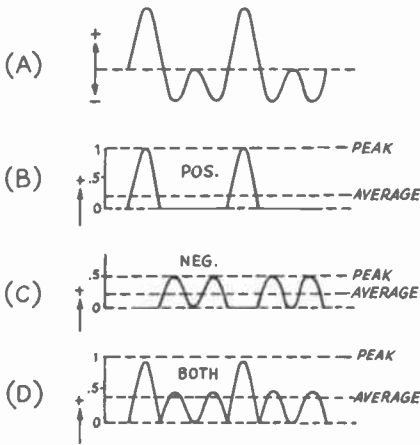 (A) + −
(B) + 1 .5 0 POS. PEAK AVERAGE
(C) + .5 0 NEG. PEAK AVERAGE
(D) + 1 .5 0 BOTH PEAK AVERAGE